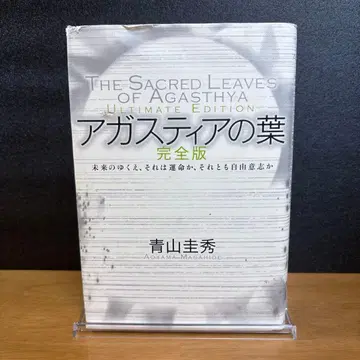 THE SACRED LEAVES
OF AGASTHYA
ULTIMATE EDITION
アガスティアの葉
完全版
未来のゆくえ、それは運命か、それとも自由意志か
青山圭秀
AOYAMA MASAHIDE